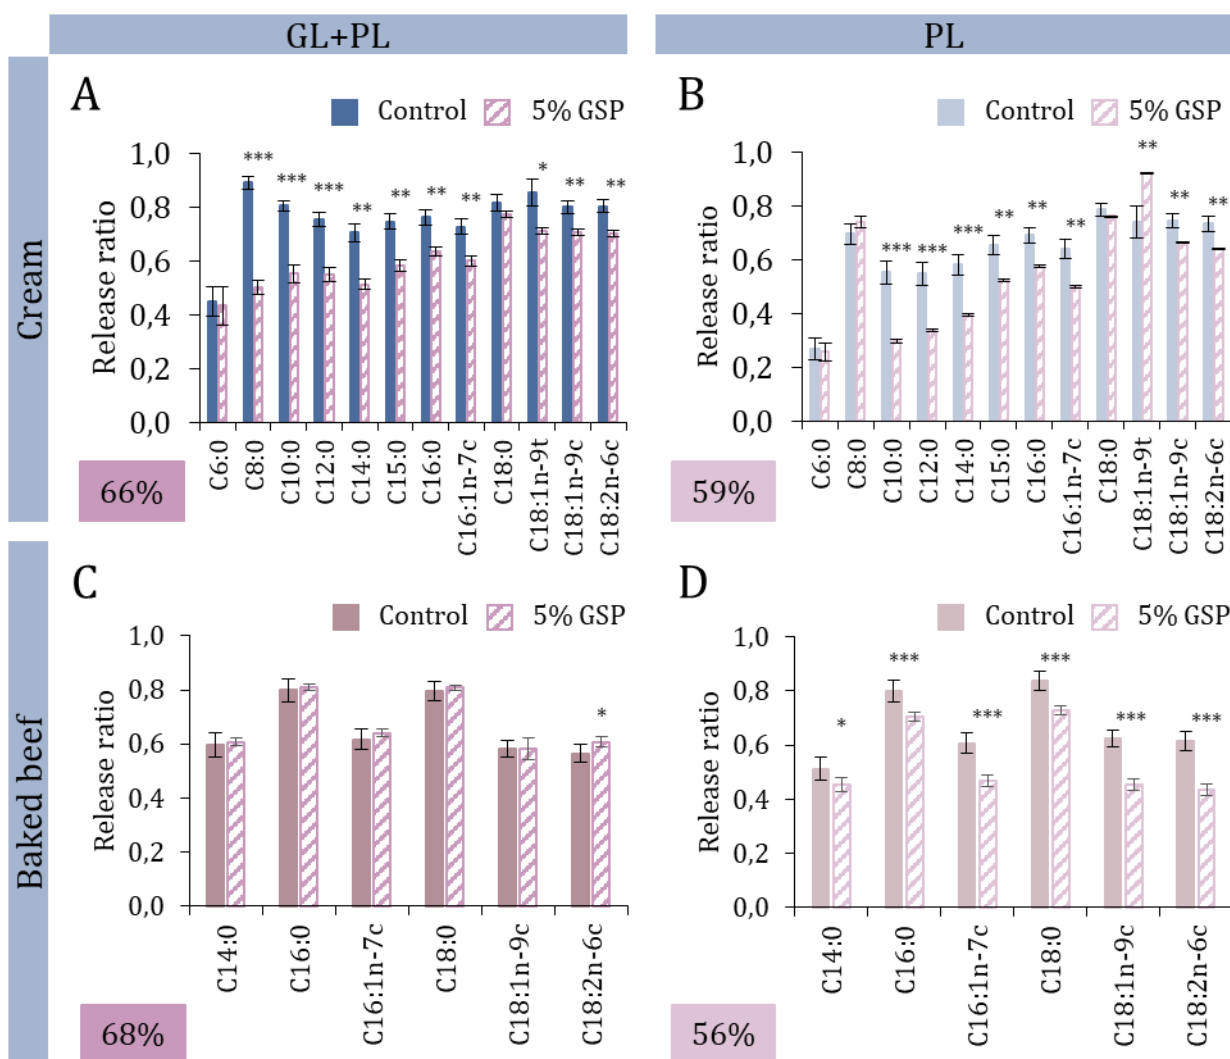 GL+PL
PL
Cream
A
Control 5% GSP
Release ratio
1,0
0,8
0,6
0,4
0,2
0,0
*** *** *** ** ** ** ** * ** **
C6:0 C8:0 C10:0 C12:0 C14:0 C15:0 C16:0 C16:1n-7c C18:0 C18:1n-9t C18:1n-9c C18:2n-6c
66%
B
Control 5% GSP
Release ratio
1,0
0,8
0,6
0,4
0,2
0,0
*** *** *** ** ** ** ** ** **
C6:0 C8:0 C10:0 C12:0 C14:0 C15:0 C16:0 C16:1n-7c C18:0 C18:1n-9t C18:1n-9c C18:2n-6c
59%
Baked beef
C
Control 5% GSP
Release ratio
1,0
0,8
0,6
0,4
0,2
0,0
*
C14:0 C16:0 C16:1n-7c C18:0 C18:1n-9c C18:2n-6c
68%
D
Control 5% GSP
Release ratio
1,0
0,8
0,6
0,4
0,2
0,0
* *** *** *** *** ***
C14:0 C16:0 C16:1n-7c C18:0 C18:1n-9c C18:2n-6c
56%